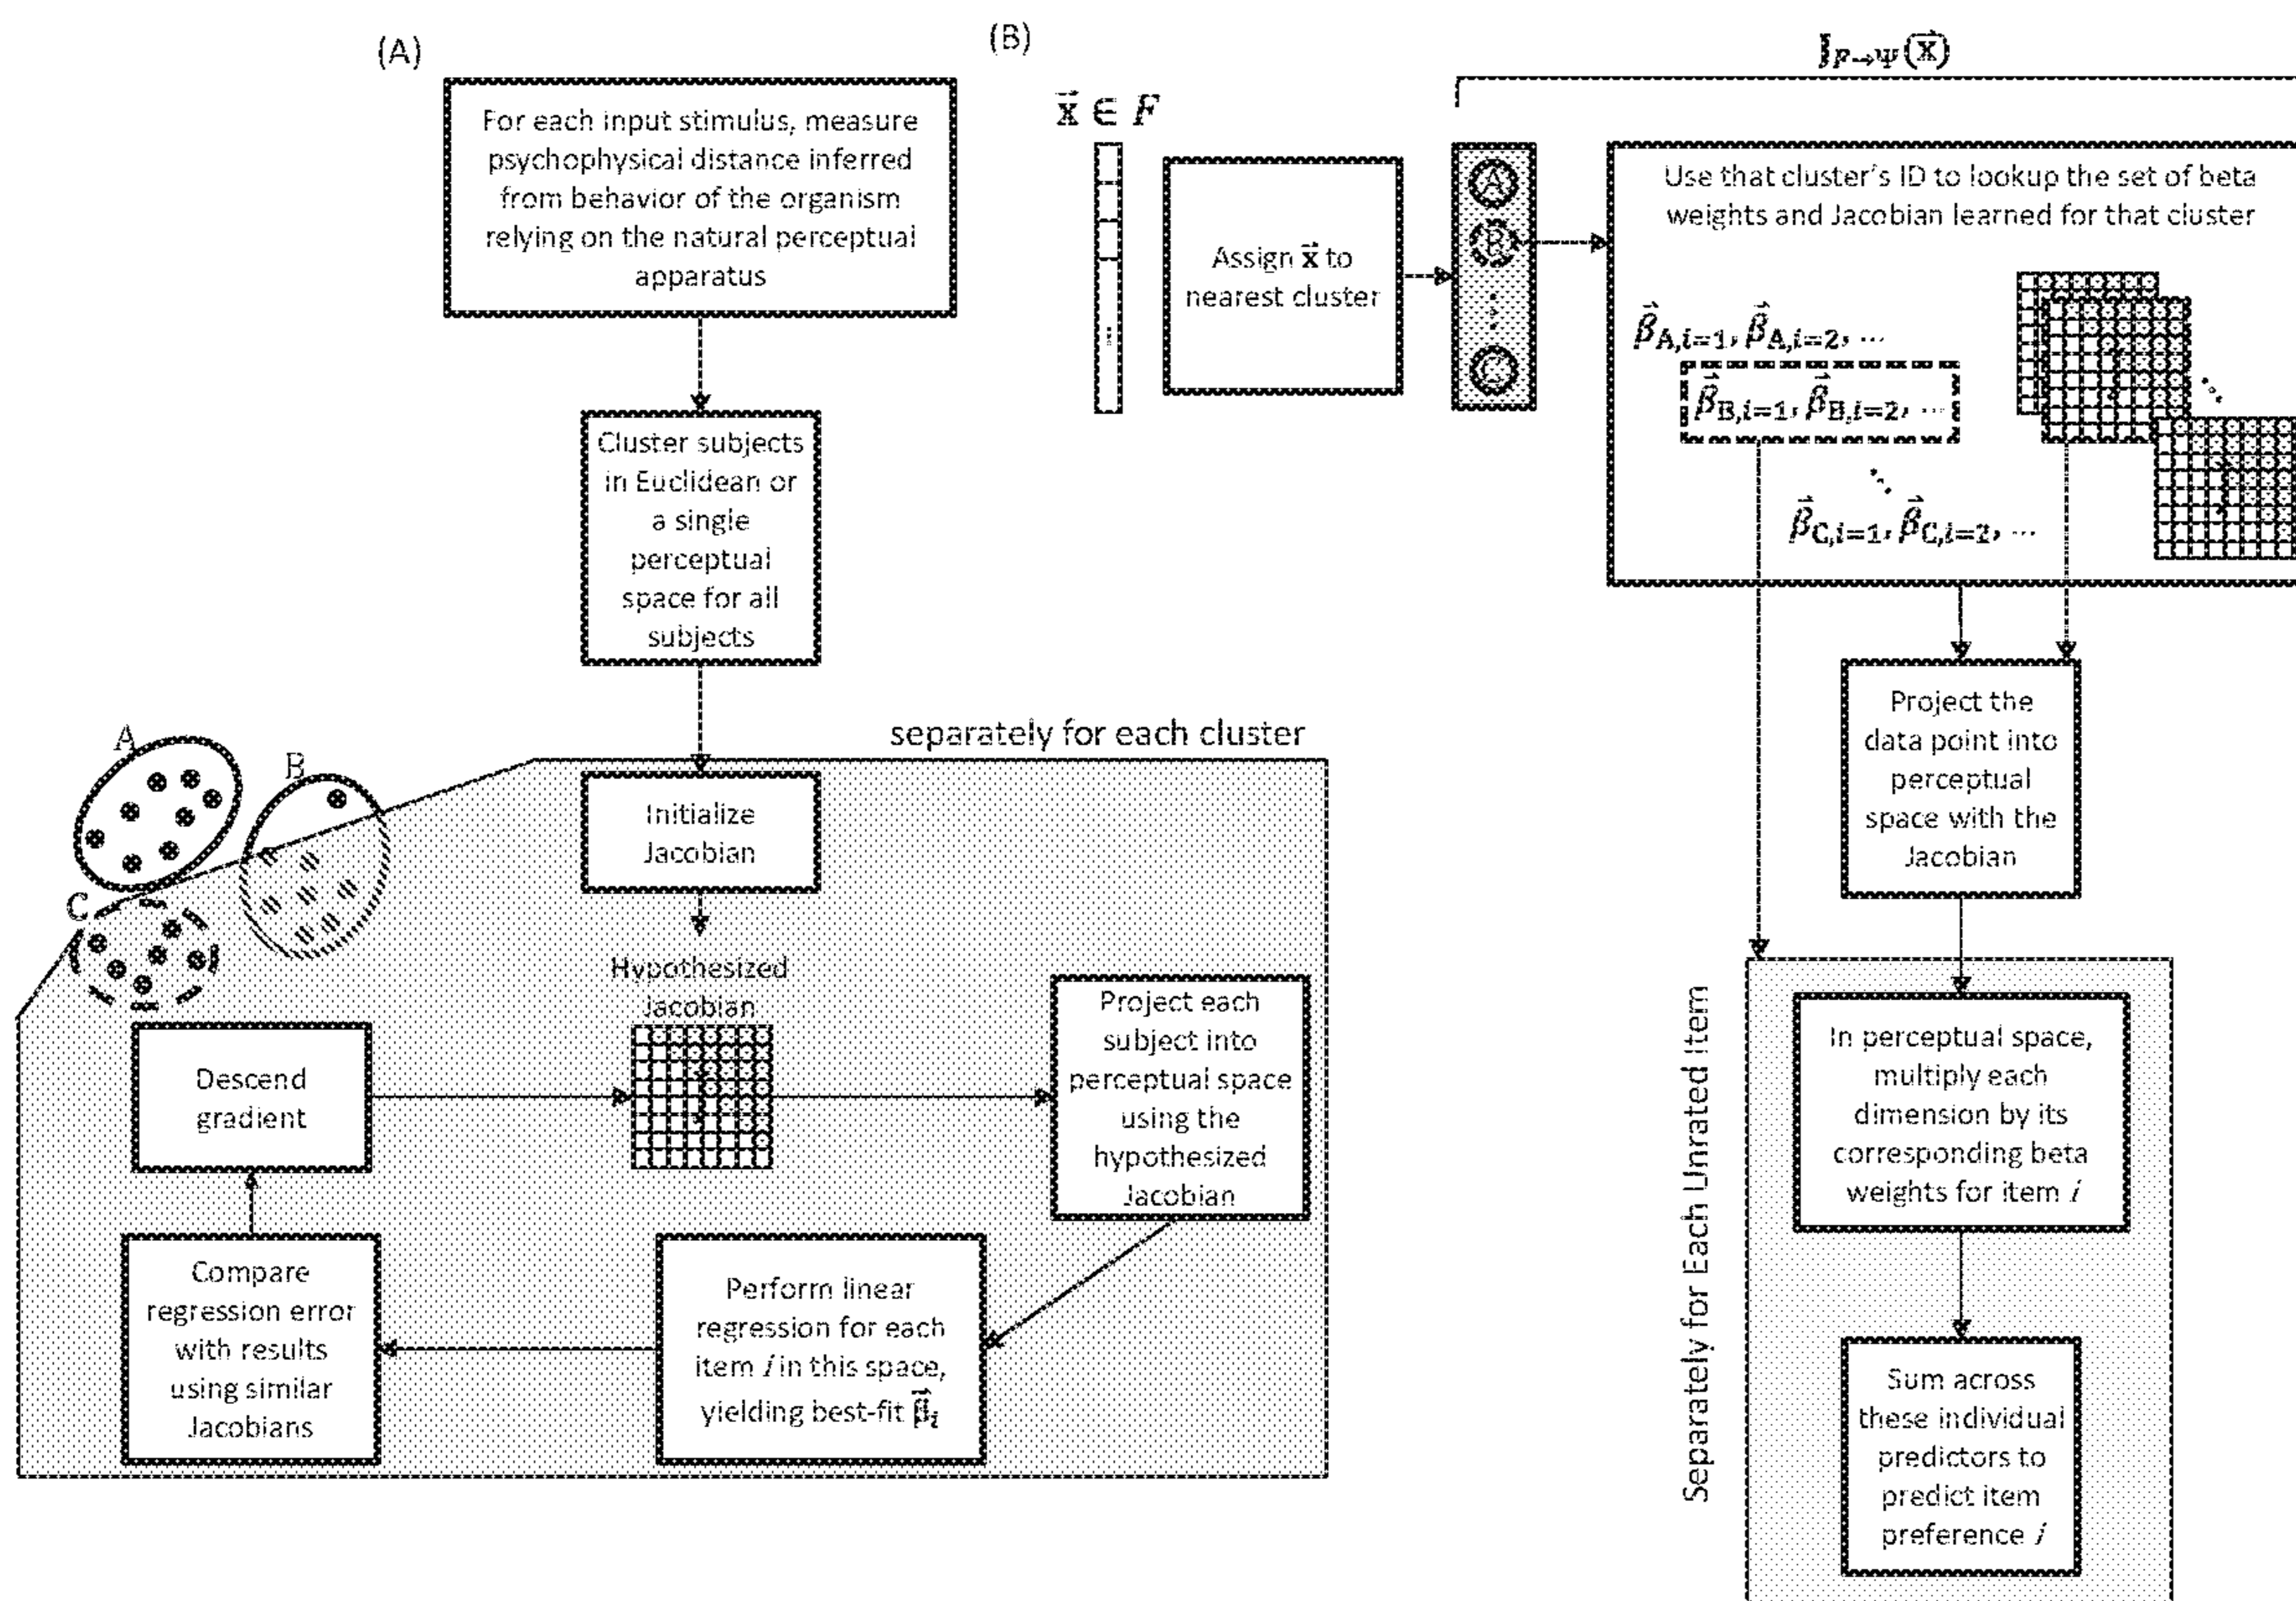 (A)
For each input stimulus, measure
psychophysical distance inferred
from behavior of the organism
relying on the natural perceptual
apparatus
Cluster subjects
in Euclidean or
a single
perceptual
space for all
subjects
separately for each cluster
A
B
C
Initialize
Jacobian
Hypothesized
Jacobian
J
Project each
subject into
perceptual space
using the
hypothesized
Jacobian
Perform linear
regression for each
item i in this space,
yielding best-fit β⃗i
Compare
regression error
with results
using similar
Jacobians
Descend
gradient
(B)
x⃗ ∈ F
⋮
Assign x⃗ to
nearest cluster
J F→Ψ(x⃗)
A
B
⋮
C
Use that cluster's ID to lookup the set of beta
weights and Jacobian learned for that cluster
β⃗A,i=1, β⃗A,i=2, ...
β⃗B,i=1, β⃗B,i=2, ...
⋱
β⃗C,i=1, β⃗C,i=2, ...
J
⋱
J
Project the
data point into
perceptual
space with the
Jacobian
Separately for Each Unrated Item
In perceptual space,
multiply each
dimension by its
corresponding beta
weights for item i
Sum across
these individual
predictors to
predict item
preference i